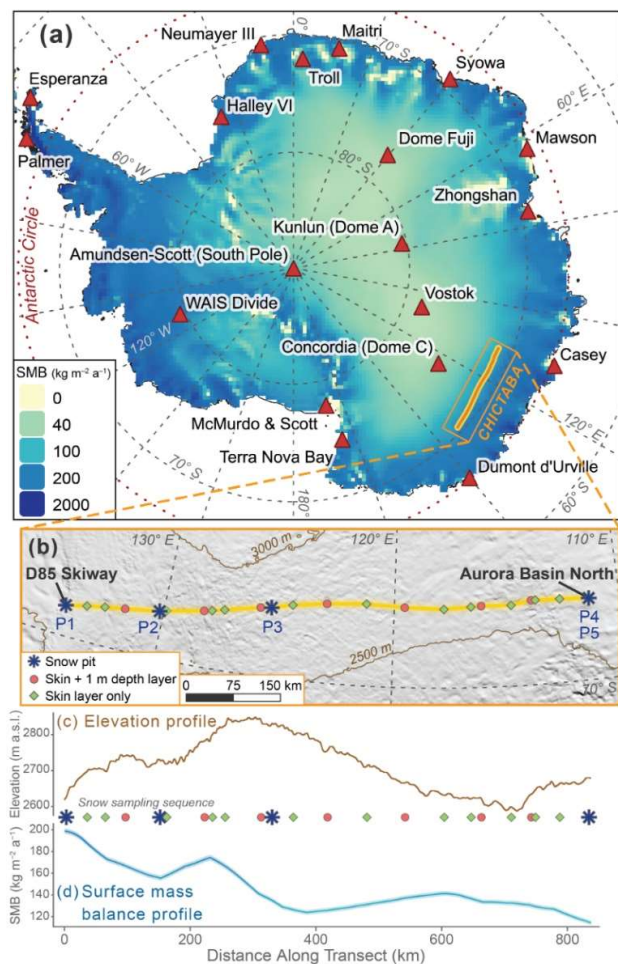 (a)
Neumayer III
0°
Maitri
70° S
Troll
Syowa
Esperanza
60° E
Halley VI
Dome Fuji
Mawson
Palmer
60° W
80° S
Zhongshan
Antarctic Circle
Kunlun (Dome A)
Amundsen-Scott (South Pole)
Vostok
WAIS Divide
120° W
Concordia (Dome C)
Casey
SMB (kg m⁻² a⁻¹)
0
40
100
200
2000
CHICTABA
McMurdo & Scott
120° E
Terra Nova Bay
70° S
Dumont d'Urville
180°
60° S
(b)
130° E
3000 m
120° E
110° E
D85 Skiway
Aurora Basin North
P1
P2
P3
P4
P5
Snow pit
Skin + 1 m depth layer
Skin layer only
0
75
150 km
2500 m
70° S
(c) Elevation profile
Elevation (m a.s.l.)
2800
2700
2600
Snow sampling sequence
SMB (kg m⁻² a⁻¹)
200
180
160
140
120
(d) Surface mass
balance profile
0
200
400
600
800
Distance Along Transect (km)